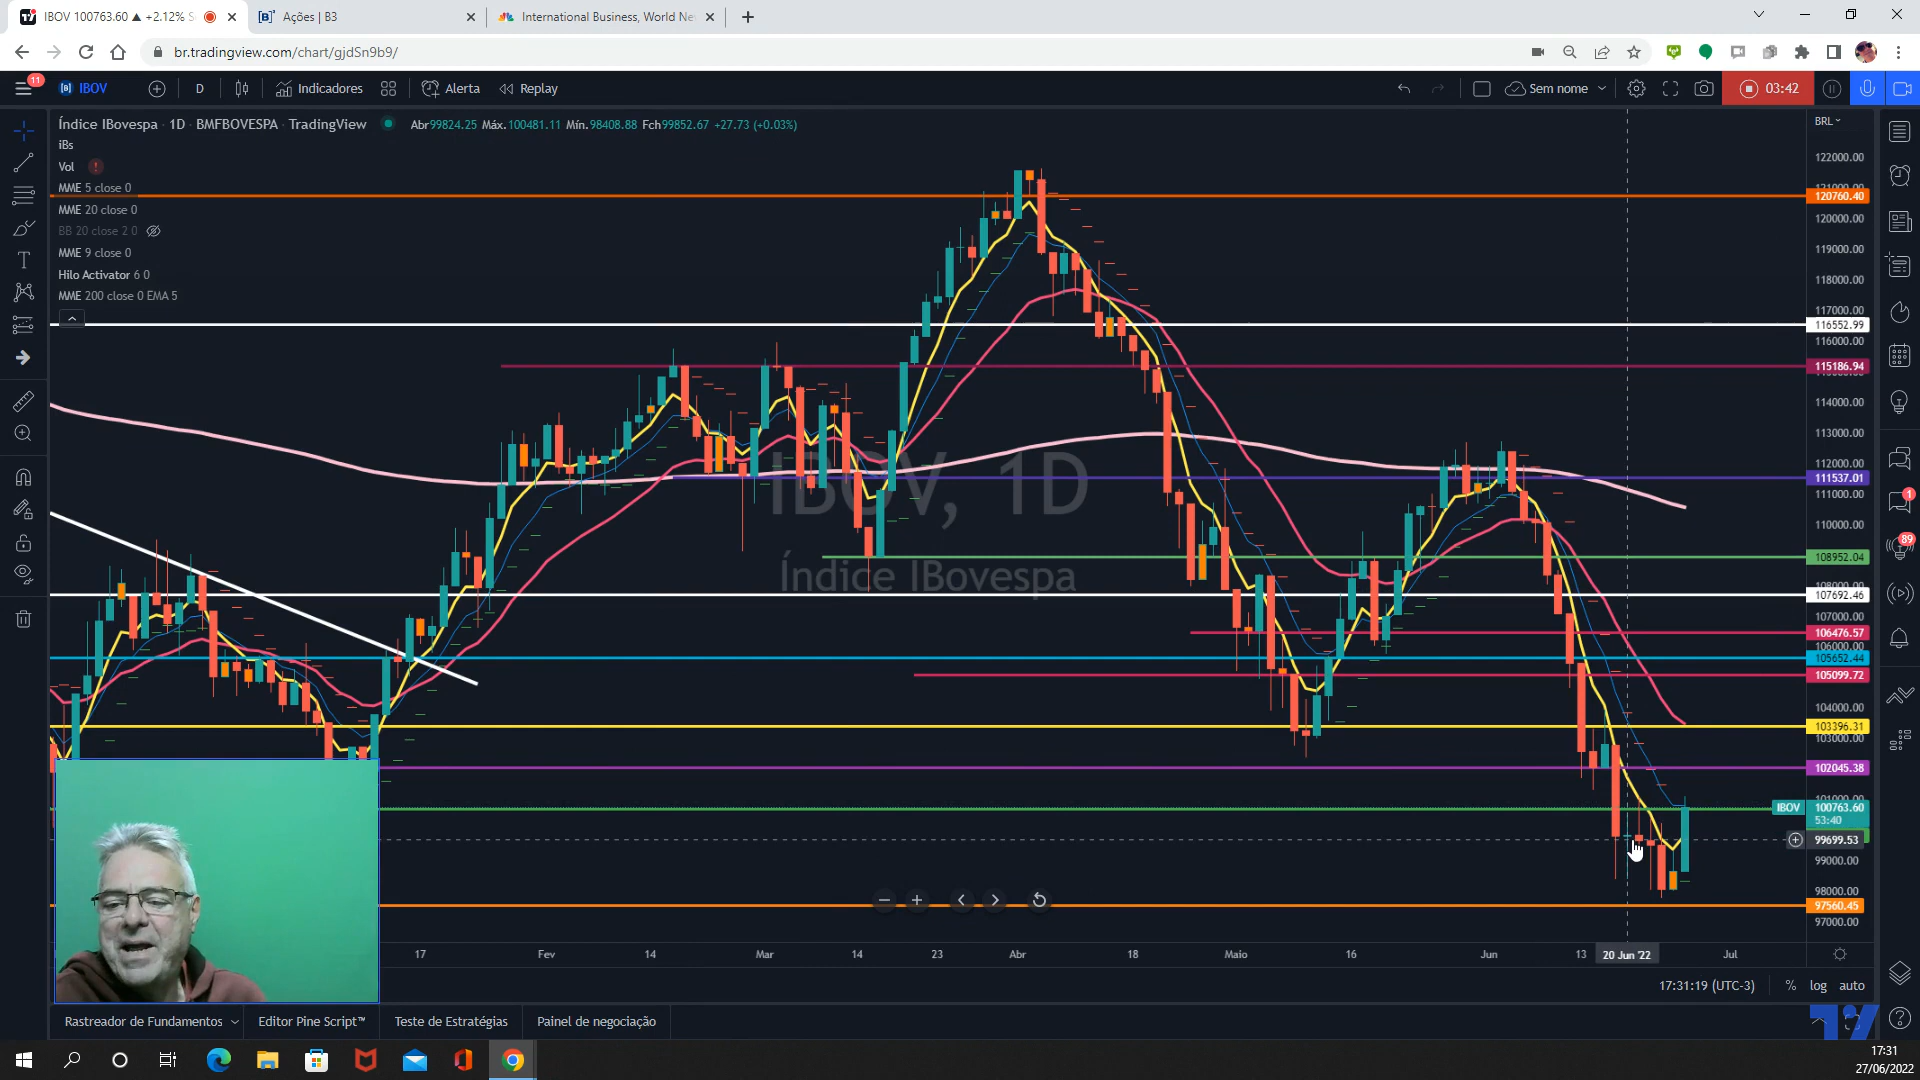 IBOV 100763.60 ▲ +2.12% S
Ações | B3
International Business, World Ne
br.tradingview.com/chart/gjdSn9b9/
11
IBOV
D
Indicadores
Alerta
Replay
Sem nome
03:42
Índice IBovespa · 1D · BMFBOVESPA · TradingView
Abr99824.25 Máx.100481.11 Mín.98408.88 Fch99852.67 +27.73 (+0.03%)
BRL
iBs
Vol
MME 5 close 0
MME 20 close 0
BB 20 close 2 0
MME 9 close 0
Hilo Activator 6 0
MME 200 close 0 EMA 5
IBOV, 1D
Índice IBovespa
122000.00
120760.40
120000.00
119000.00
118000.00
117000.00
116552.99
116000.00
115186.94
114000.00
113000.00
112000.00
111537.01
111000.00
110000.00
108952.04
108000.00
107692.46
107000.00
106476.57
106000.00
105652.44
105099.72
104000.00
103396.31
103000.00
102045.38
IBOV
100763.60
53:40
99699.53
99000.00
98000.00
97560.45
97000.00
1
89
17
Fev
14
Mar
14
23
Abr
18
Maio
16
Jun
13
20 Jun '22
Jul
17:31:19 (UTC-3)
%
log
auto
Rastreador de Fundamentos
Editor Pine Script™
Teste de Estratégias
Painel de negociação
17:31
27/06/2022